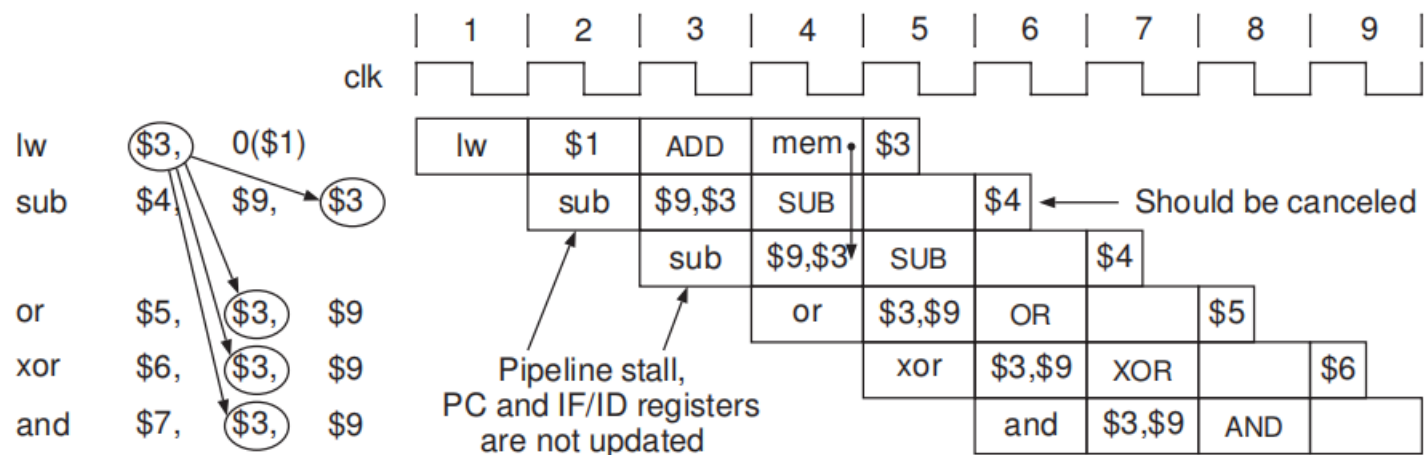 1 2 3 4 5 6 7 8 9
clk
lw $3, 0($1) lw $1 ADD mem $3
sub $4, $9, $3 sub $9,$3 SUB $4 Should be canceled
sub $9,$3 SUB $4
or $5, $3, $9 or $3,$9 OR $5
xor $6, $3, $9 xor $3,$9 XOR $6
and $7, $3, $9 and $3,$9 AND
Pipeline stall,
PC and IF/ID registers
are not updated